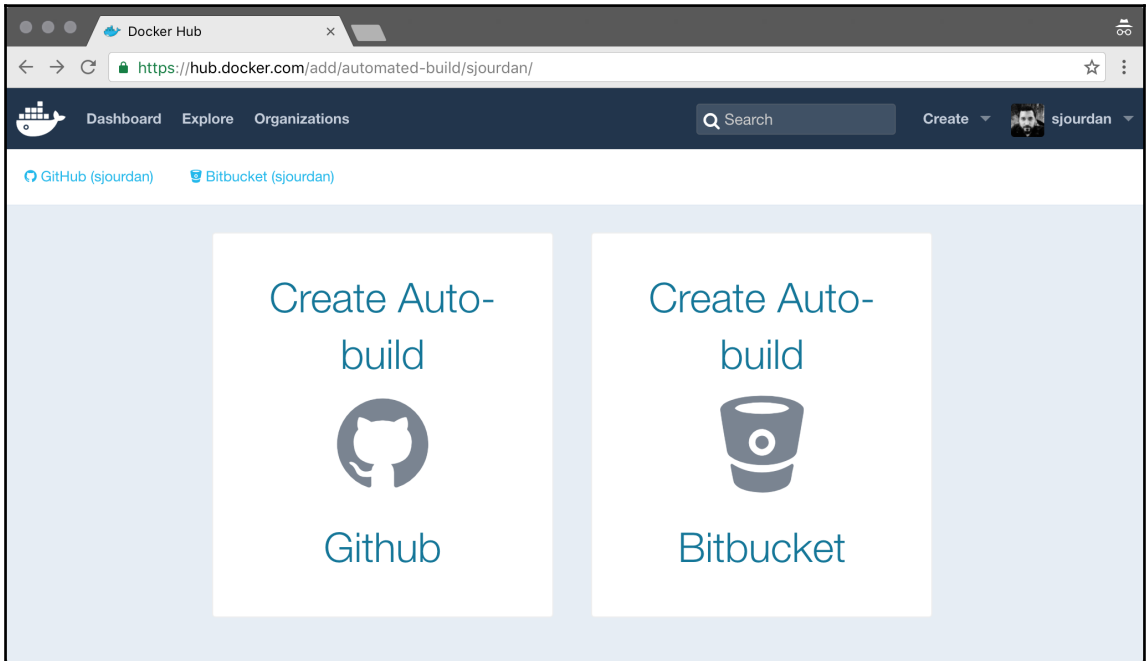 Docker Hub
https://hub.docker.com/add/automated-build/sjourdan/
Dashboard Explore Organizations Search Create sjourdan
GitHub (sjourdan) Bitbucket (sjourdan)
Create Auto-
build
Github
Create Auto-
build
Bitbucket